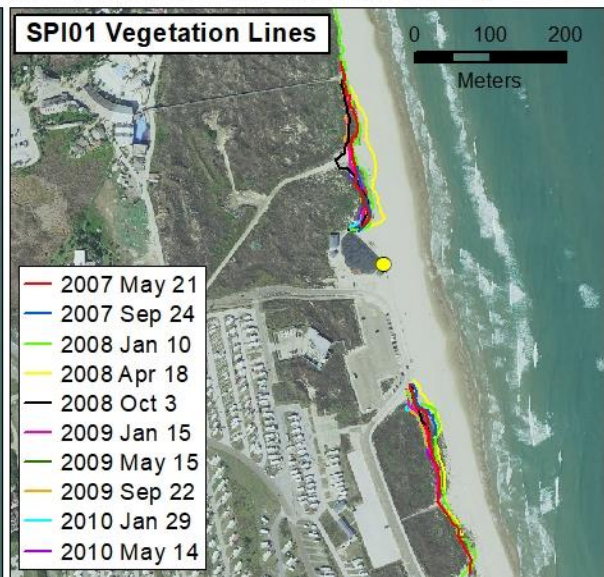 SPI01 Vegetation Lines
0 100 200
Meters
2007 May 21
2007 Sep 24
2008 Jan 10
2008 Apr 18
2008 Oct 3
2009 Jan 15
2009 May 15
2009 Sep 22
2010 Jan 29
2010 May 14